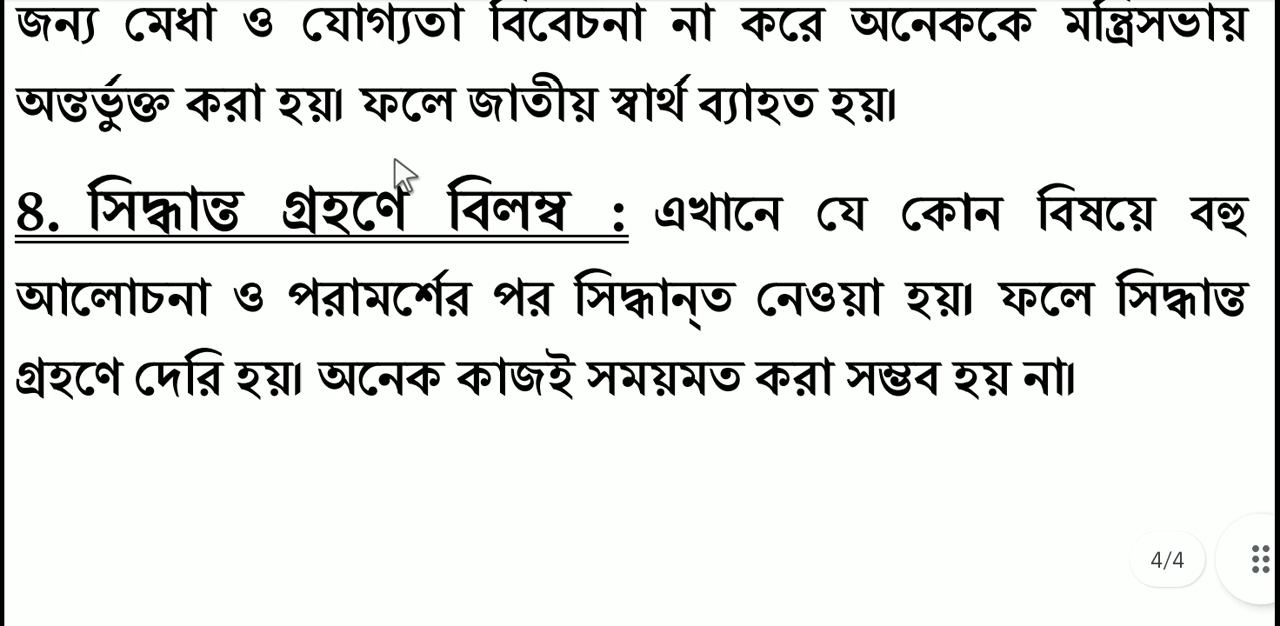 জন্য মেধা ও যোগ্যতা বিবেচনা না করে অনেককে মন্ত্রিসভায়
অন্তর্ভুক্ত করা হয়। ফলে জাতীয় স্বার্থ ব্যাহত হয়।
8. সিদ্ধান্ত গ্রহণে বিলম্ব : এখানে যে কোন বিষয়ে বহু
আলোচনা ও পরামর্শের পর সিদ্ধান্‌ত নেওয়া হয়। ফলে সিদ্ধান্ত
গ্রহণে দেরি হয়। অনেক কাজই সময়মত করা সম্ভব হয় না।
4/4